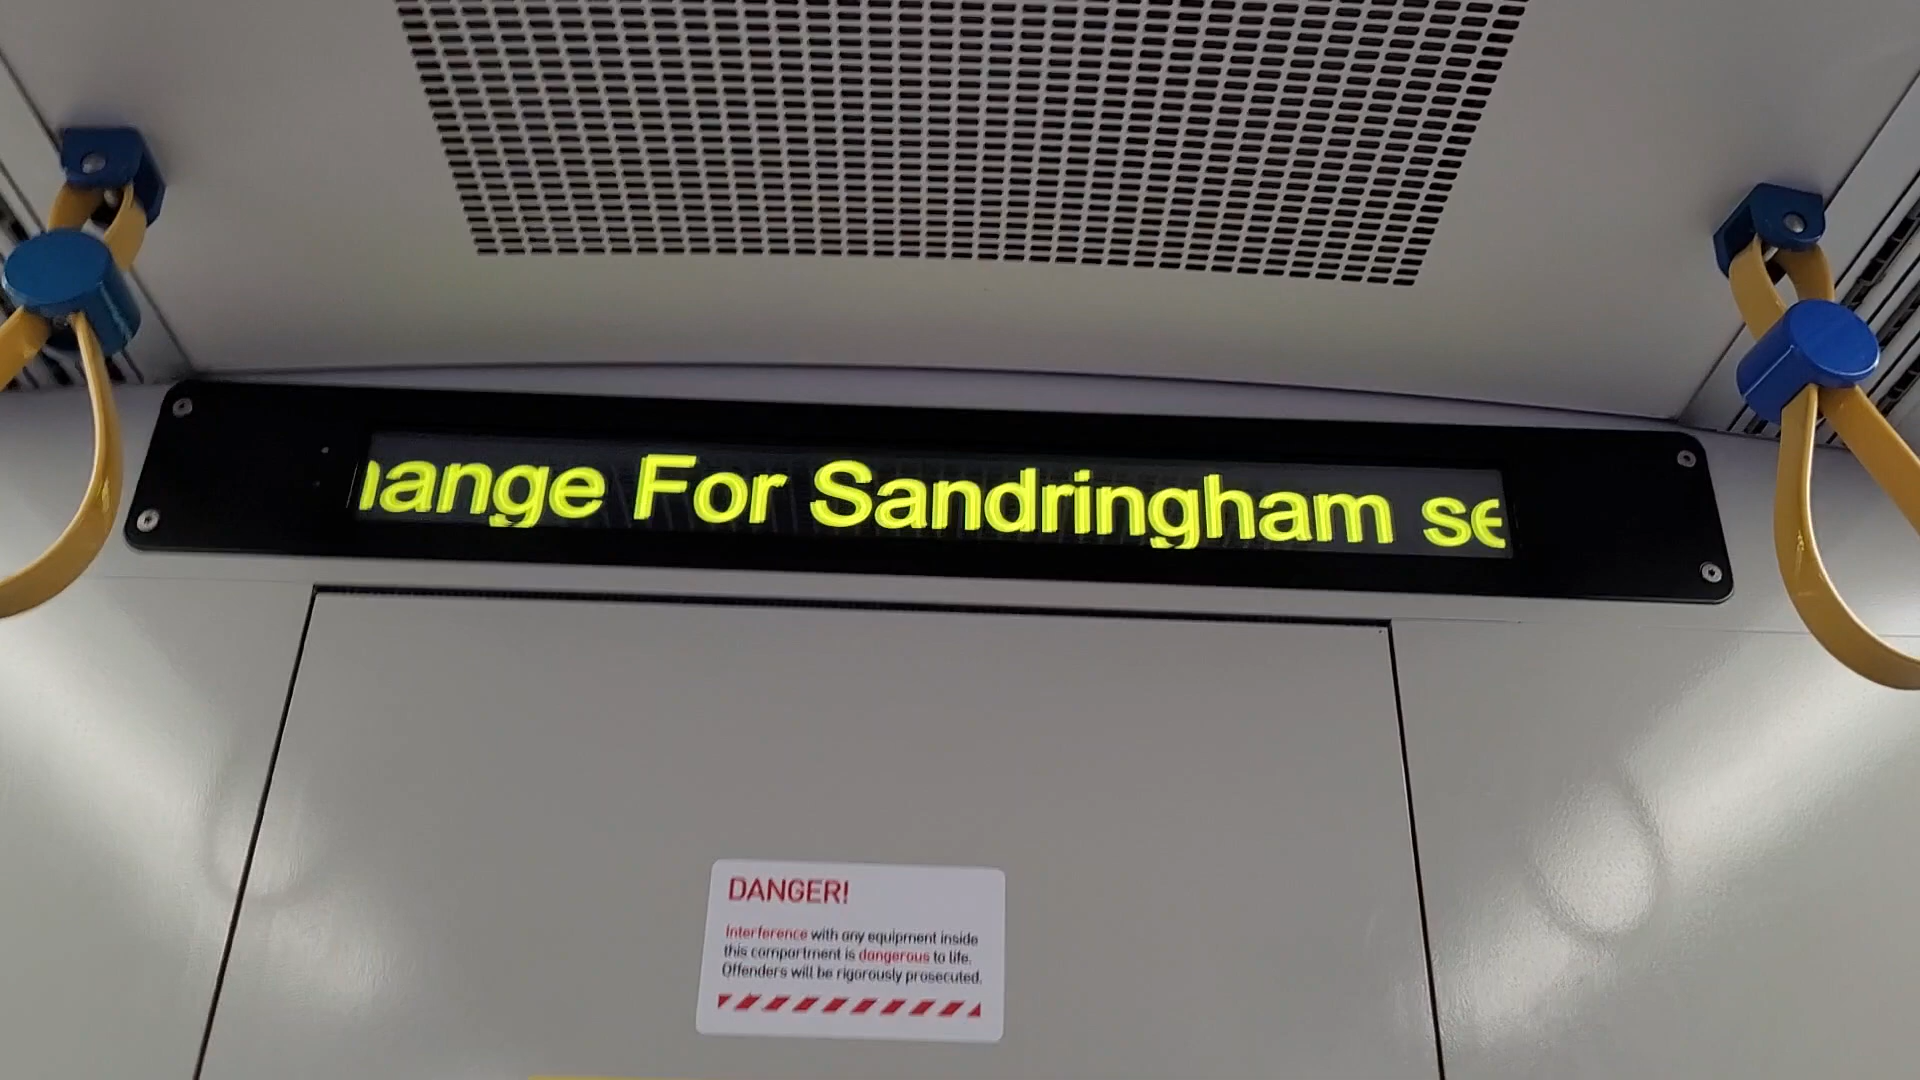 hange For Sandringham se
DANGER!
Interference with any equipment inside
this compartment is dangerous to life.
Offenders will be rigorously prosecuted.